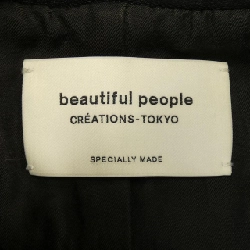 beautiful people
CRÉATIONS-TOKYO
SPECIALLY MADE